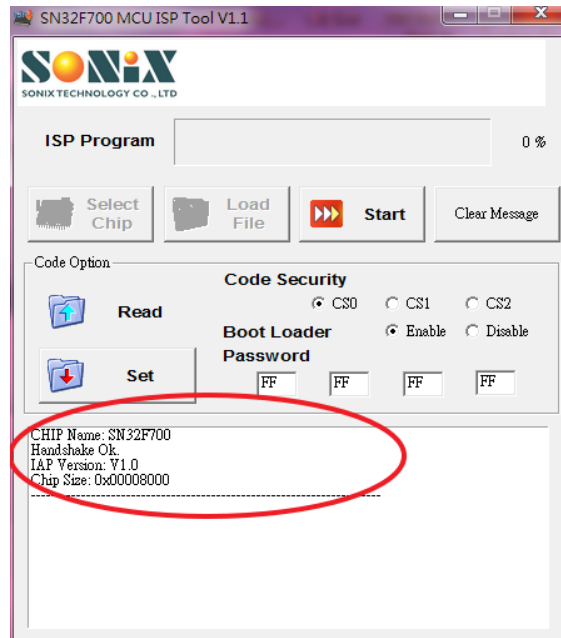 SN32F700 MCU ISP Tool V1.1
SONiX
SONIX TECHNOLOGY CO .,LTD
ISP Program
0 %
Select Chip
Load File
Start
Clear Message
Code Option
Read
Code Security
CS0 CS1 CS2
Boot Loader
Enable Disable
Set
Password
FF FF FF FF
CHIP Name: SN32F700
Handshake Ok.
IAP Version: V1.0
Chip Size: 0x00008000
--------------------------------------------------------------------------------